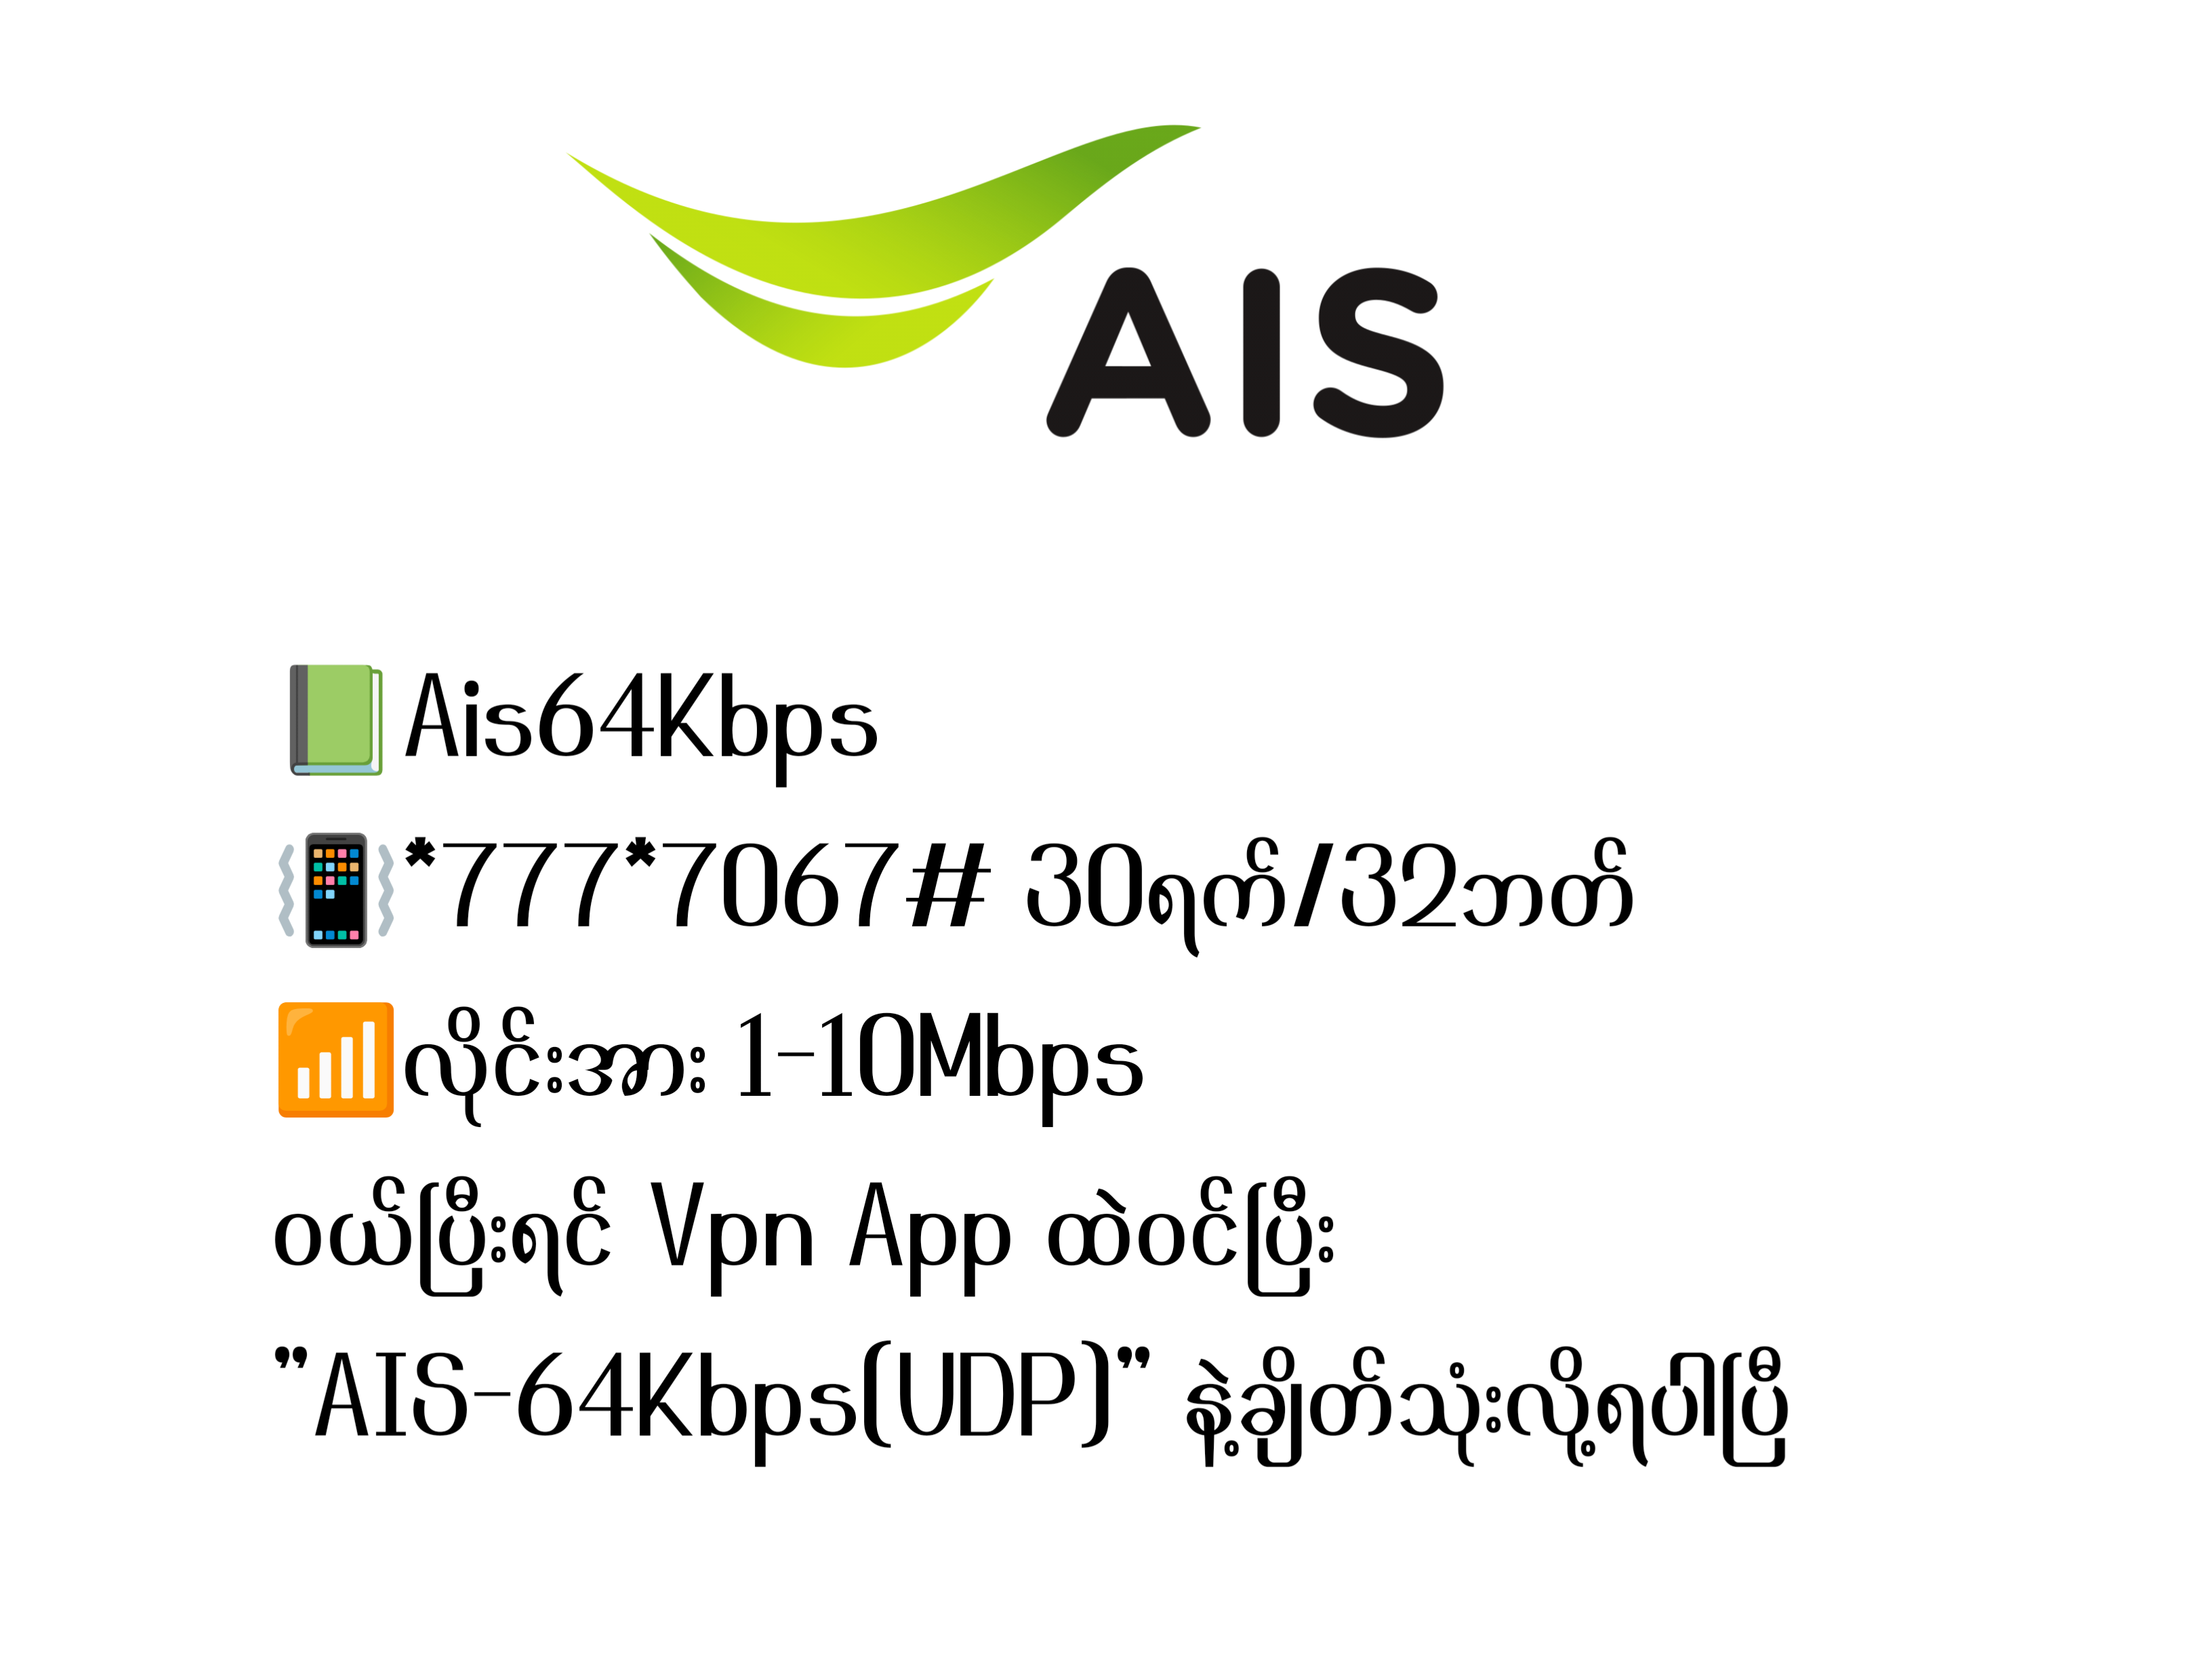 AIS
📗Ais64Kbps
📲*777*7067# 30ရက်/32ဘတ်
📶လိုင်းအား 1-10Mbps
ဝယ်ပြီးရင် Vpn App ထဲဝင်ပြီး
"AIS-64Kbps(UDP)" နဲ့ချိတ်သုံးလို့ရပါပြီ